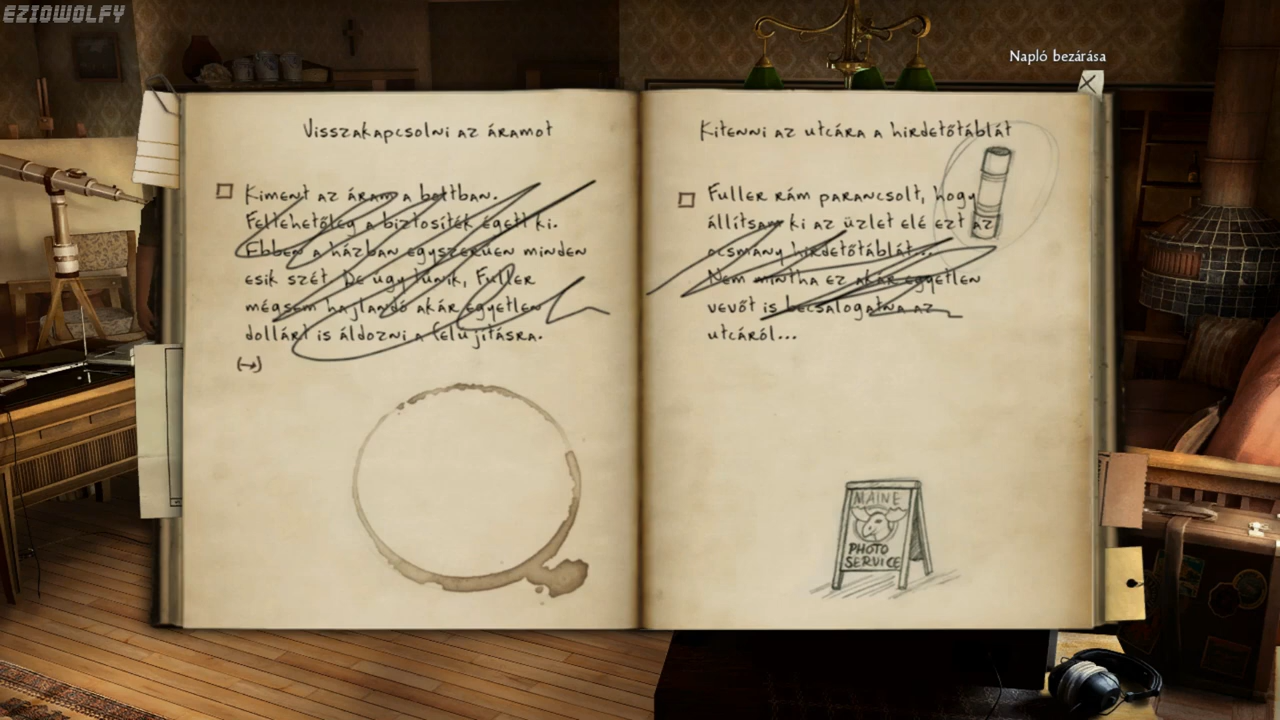 EZIOWOLFY
Napló bezárása
Visszakapcsolni az áramot
Kiment az áram a boltban.
Feltehetőleg a biztosíték égett ki.
Ebben a házban egyszerűen minden
esik szét. De úgy tűnik, Fuller
mégsem hajlandó akár egyetlen
dollárt is áldozni a felújításra.
(→)
Kitenni az utcára a hirdetőtáblát
Fuller rám parancsolt, hogy
állítsam ki az üzlet elé ezt az
ocsmány hirdetőtáblát...
Nem mintha ez akár egyetlen
vevőt is becsalogatna az
utcáról...
MAINE
PHOTO
SERVICE